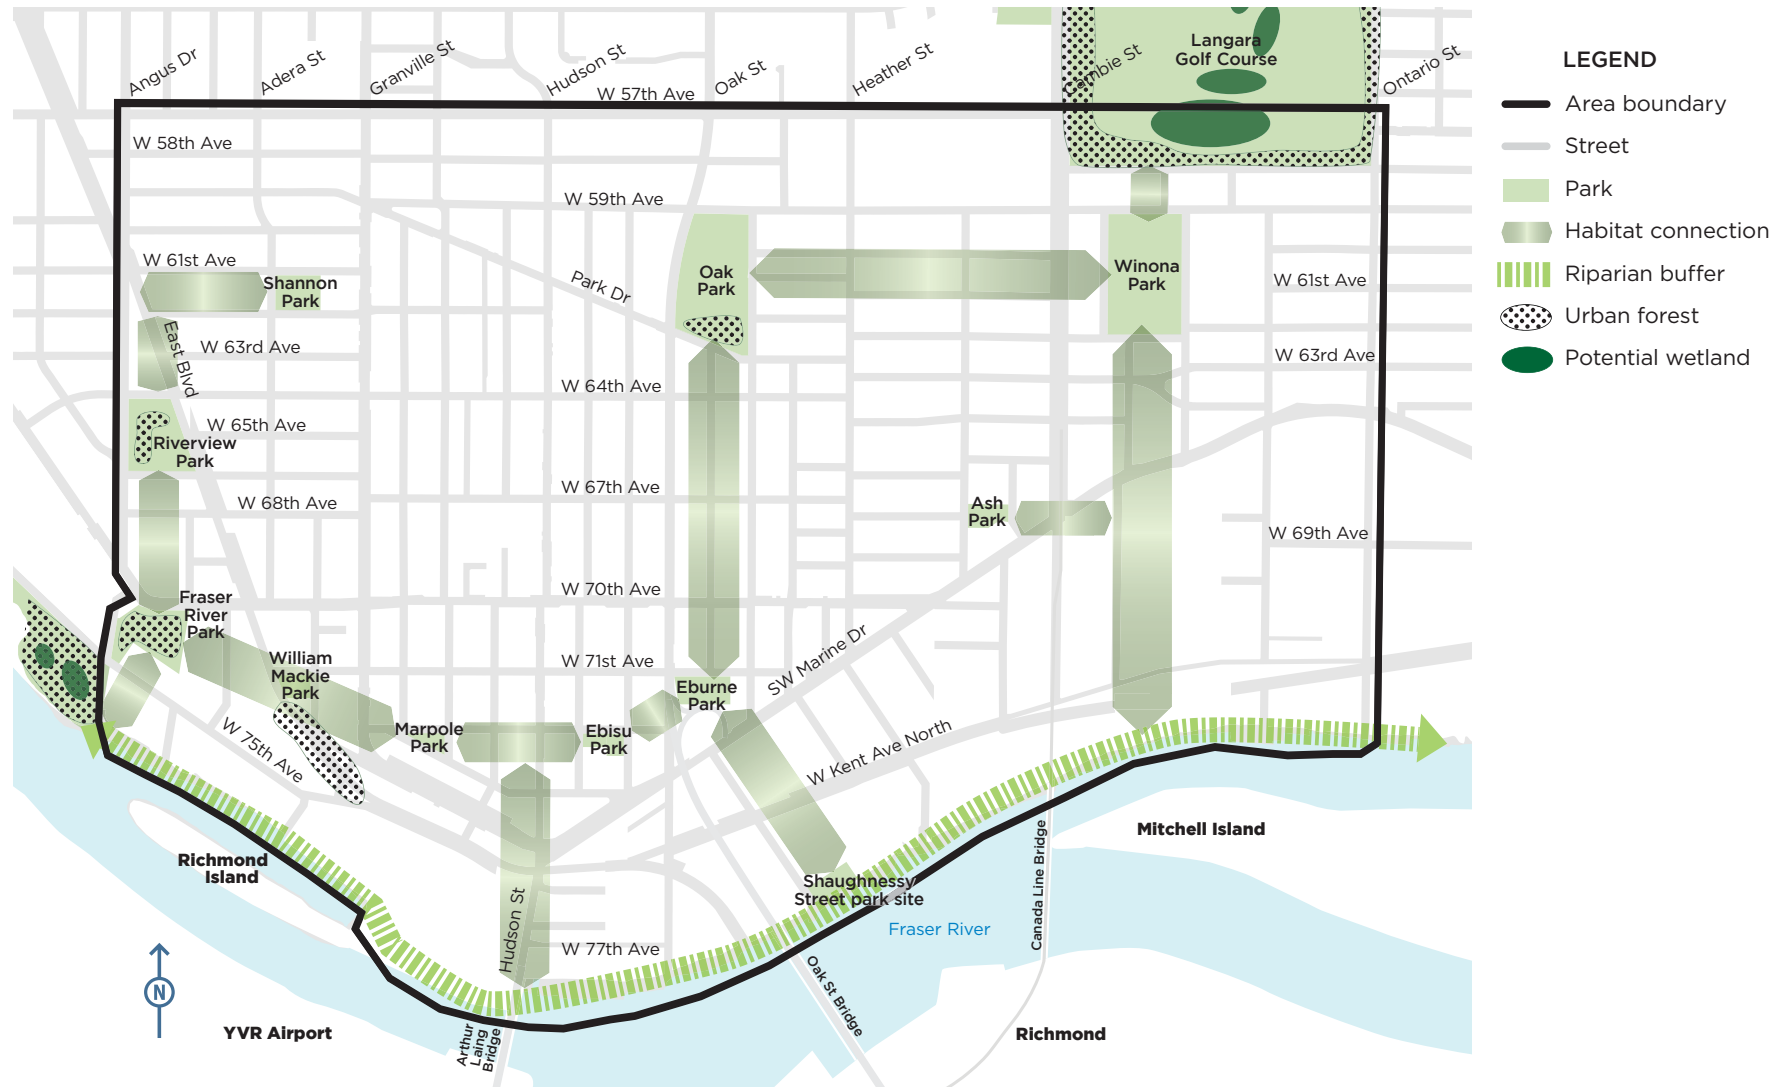 Angus Dr
Adera St
Granville St
Hudson St
Oak St
Heather St
Cambie St
Ontario St
Langara
Golf Course
W 57th Ave
W 58th Ave
W 59th Ave
W 61st Ave
Shannon
Park
Park Dr
Oak
Park
Winona
Park
W 61st Ave
East Blvd
W 63rd Ave
W 63rd Ave
W 64th Ave
W 65th Ave
Riverview
Park
W 67th Ave
W 68th Ave
Ash
Park
W 69th Ave
W 70th Ave
Fraser
River
Park
William
Mackie
Park
W 71st Ave
SW Marine Dr
Eburne
Park
Marpole
Park
Ebisu
Park
W 75th Ave
W Kent Ave North
Richmond
Island
Mitchell Island
Shaughnessy
Street park site
Canada Line Bridge
Hudson St
Fraser River
W 77th Ave
Oak St Bridge
N
YVR Airport
Arthur
Laing
Bridge
Richmond
LEGEND
Area boundary
Street
Park
Habitat connection
Riparian buffer
Urban forest
Potential wetland